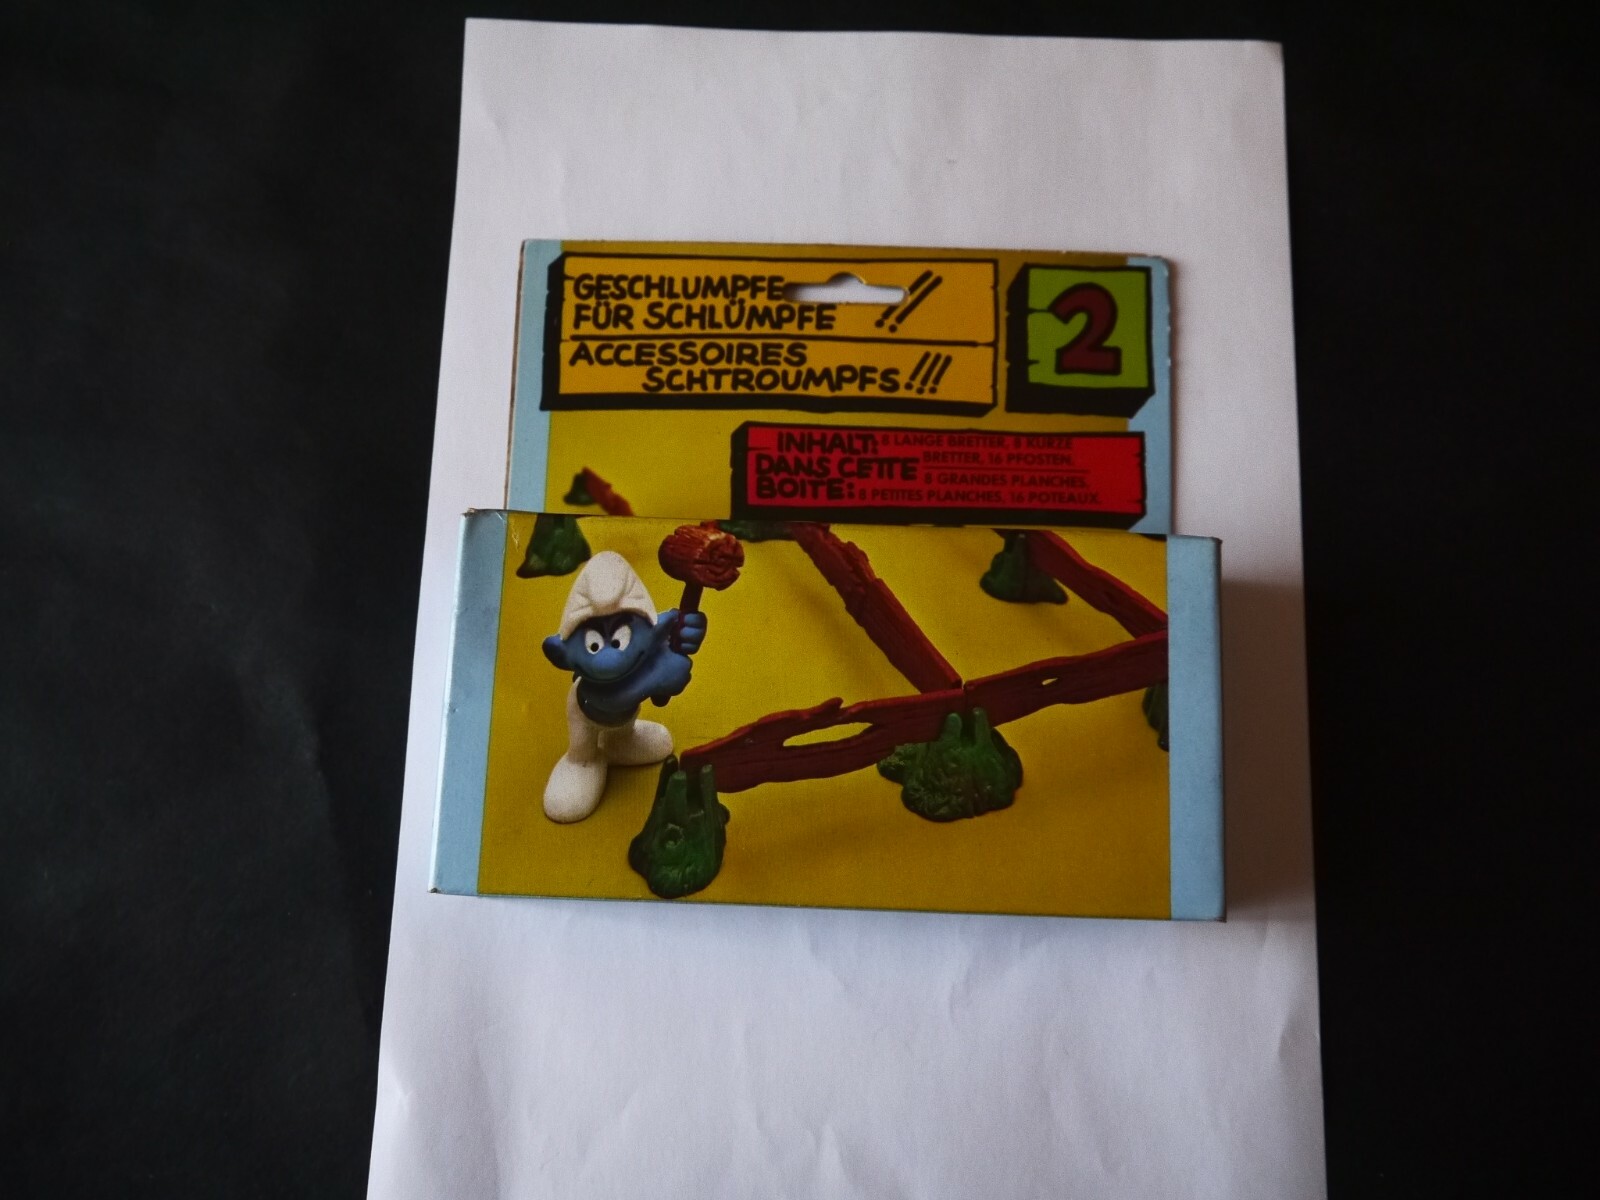 GESCHLUMPFE
FÜR SCHLÜMPFE !!
ACCESSOIRES
SCHTROUMPFS!!!
2
INHALT: 8 LANGE BRETTER, 8 KURZE
BRETTER, 16 PFOSTEN.
DANS CETTE 8 GRANDES PLANCHES,
BOITE: 8 PETITES PLANCHES, 16 POTEAUX.